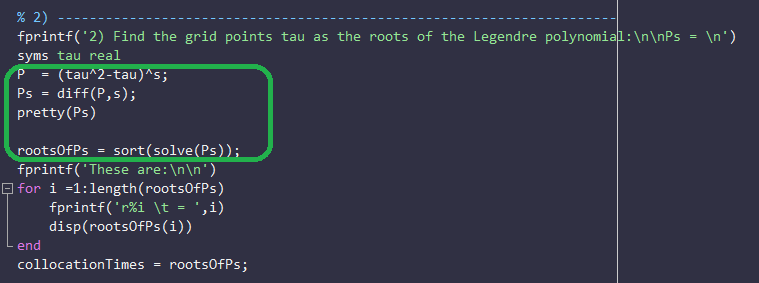 % 2) ------------------------------------------------------------------
fprintf('2) Find the grid points tau as the roots of the Legendre polynomial:\n\nPs = \n')
syms tau real
P  = (tau^2-tau)^s;
Ps = diff(P,s);
pretty(Ps)
rootsOfPs = sort(solve(Ps));
fprintf('These are:\n\n')
for i =1:length(rootsOfPs)
    fprintf('r%i \t = ',i)
    disp(rootsOfPs(i))
end
collocationTimes = rootsOfPs;